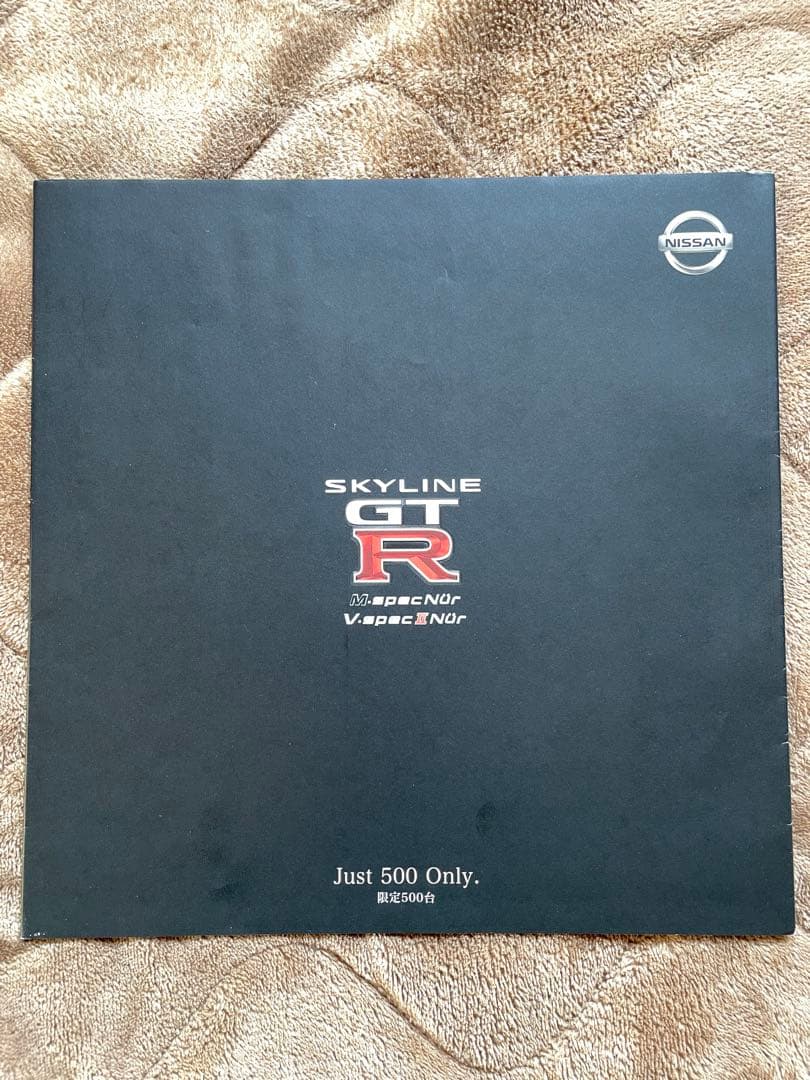 NISSAN
SKYLINE
GT
R
M·spec Nür
V·spec II Nür
Just 500 Only.
限定500台